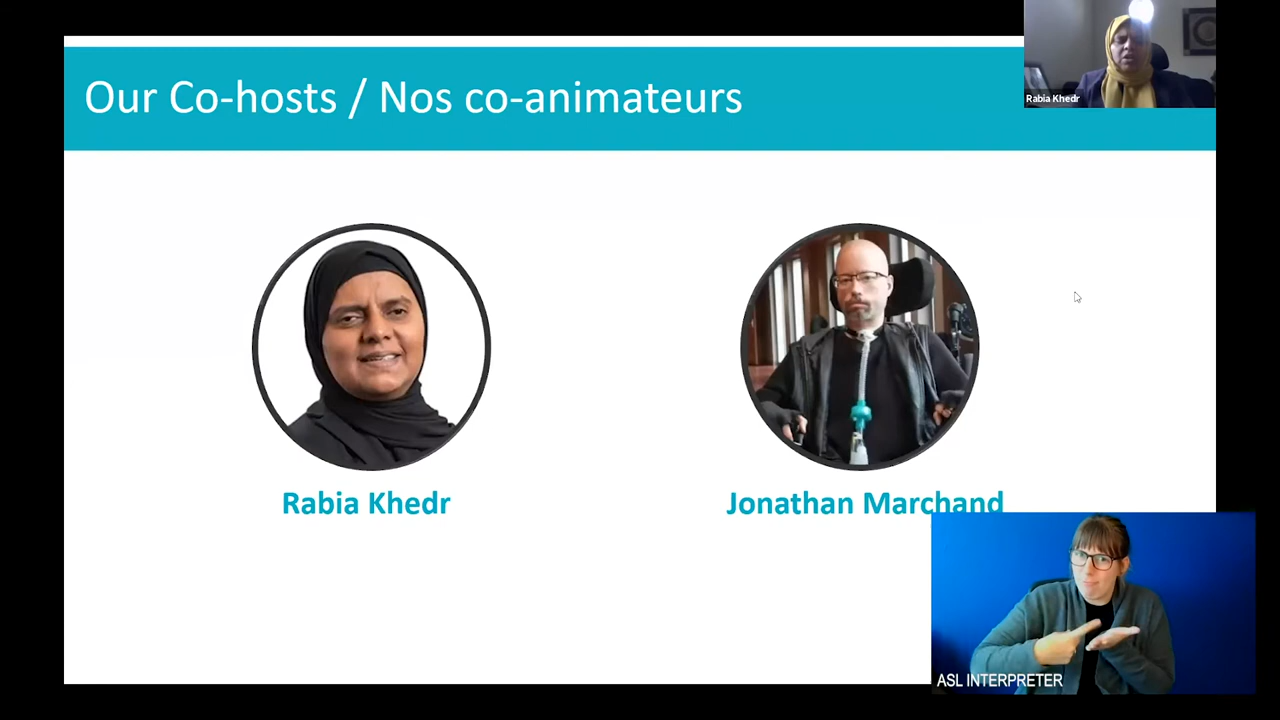 Our Co-hosts / Nos co-animateurs
Rabia Khedr
Rabia Khedr
Jonathan Marchand
ASL INTERPRETER